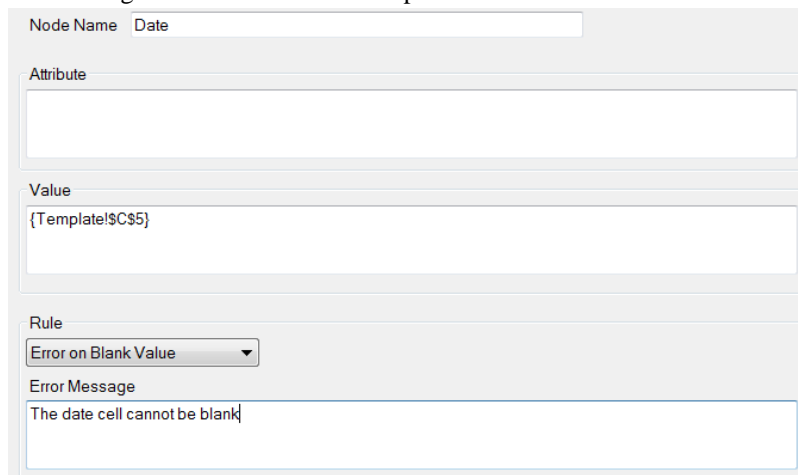 Node Name Date
Attribute
Value
{Template!$C$5}
Rule
Error on Blank Value
Error Message
The date cell cannot be blank